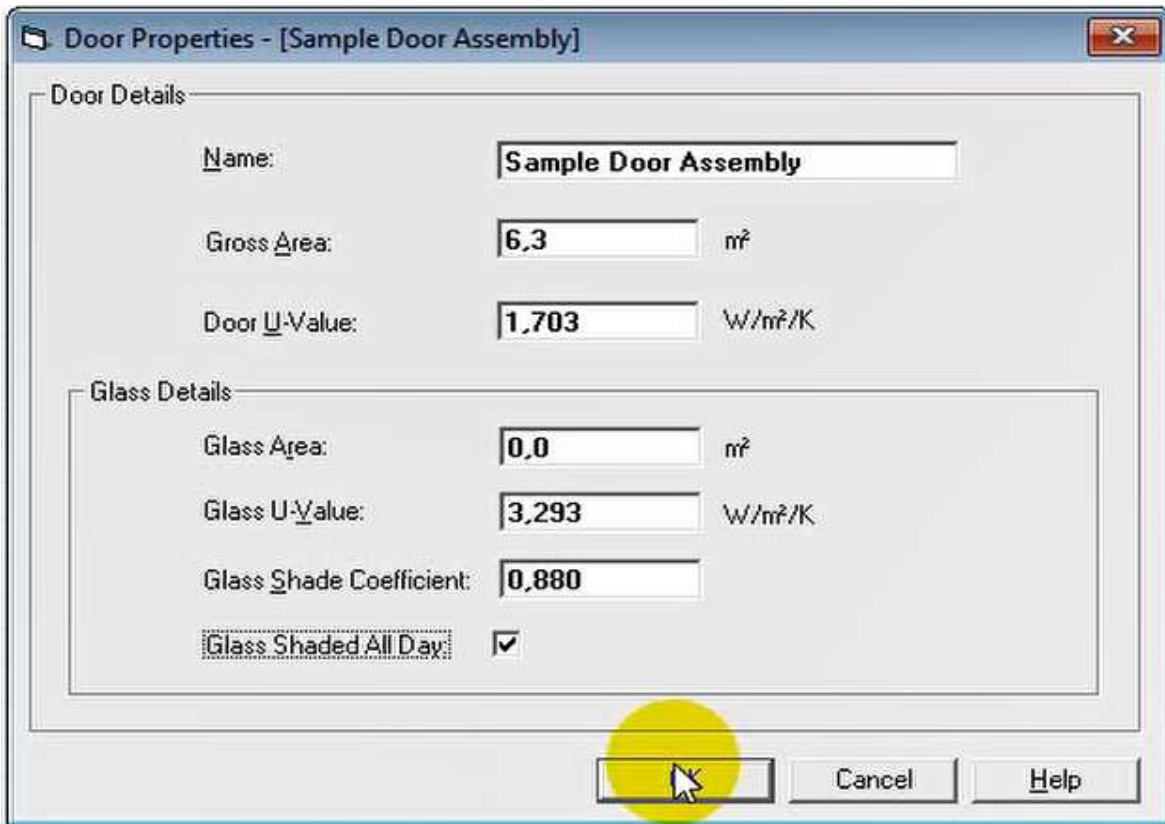 Door Properties - [Sample Door Assembly]
Door Details
Name: Sample Door Assembly
Gross Area: 6,3 m²
Door U-Value: 1,703 W/m²/K
Glass Details
Glass Area: 0,0 m²
Glass U-Value: 3,293 W/m²/K
Glass Shade Coefficient: 0,880
Glass Shaded All Day:
Cancel Help